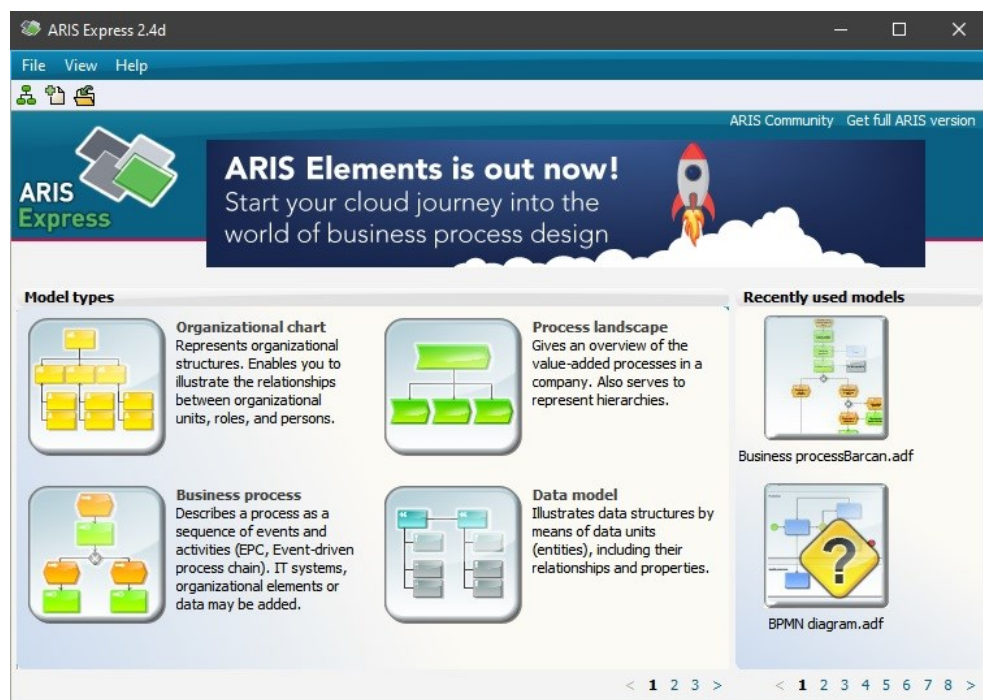 ARIS Express 2.4d
File View Help
ARIS Community Get full ARIS version
ARIS
Express
ARIS Elements is out now!
Start your cloud journey into the
world of business process design
Model types
Organizational chart
Represents organizational
structures. Enables you to
illustrate the relationships
between organizational
units, roles, and persons.
Process landscape
Gives an overview of the
value-added processes in a
company. Also serves to
represent hierarchies.
Business process
Describes a process as a
sequence of events and
activities (EPC, Event-driven
process chain). IT systems,
organizational elements or
data may be added.
Data model
Illustrates data structures by
means of data units
(entities), including their
relationships and properties.
< 1 2 3 >
Recently used models
Business processBarcan.adf
?
BPMN diagram.adf
< 1 2 3 4 5 6 7 8 >